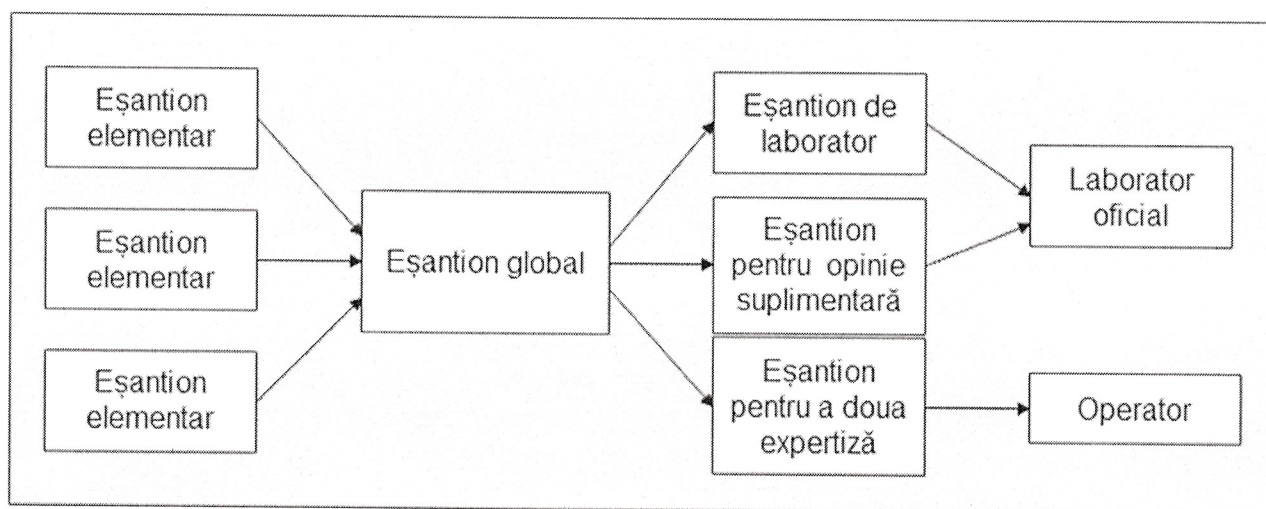 Eșantion
elementar
Eșantion
elementar
Eșantion
elementar
Eșantion global
Eșantion de
laborator
Eșantion
pentru opinie
suplimentară
Eșantion
pentru a doua
expertiză
Laborator
oficial
Operator